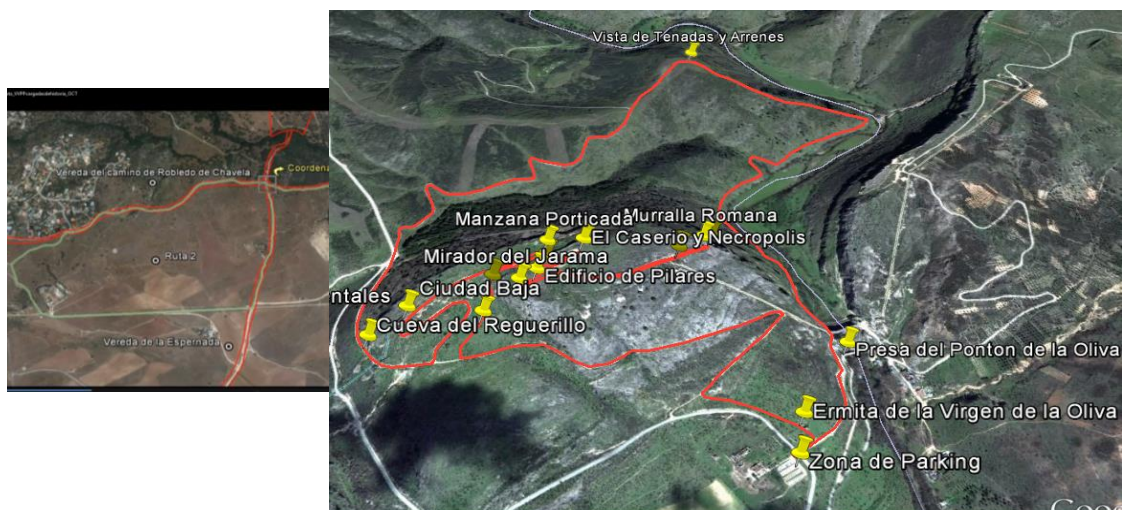 Vereda del camino de Robledo de Chavela
Coordena
Ruta 2
Vereda de la Espernada
Vista de Tenadas y Arrenes
Manzana Porticada
Murralla Romana
El Caserio y Necropolis
Mirador del Jarama
Edificio de Pilares
Ciudad Baja
ntales
Cueva del Reguerillo
Presa del Ponton de la Oliva
Ermita de la Virgen de la Oliva
Zona de Parking
Goo